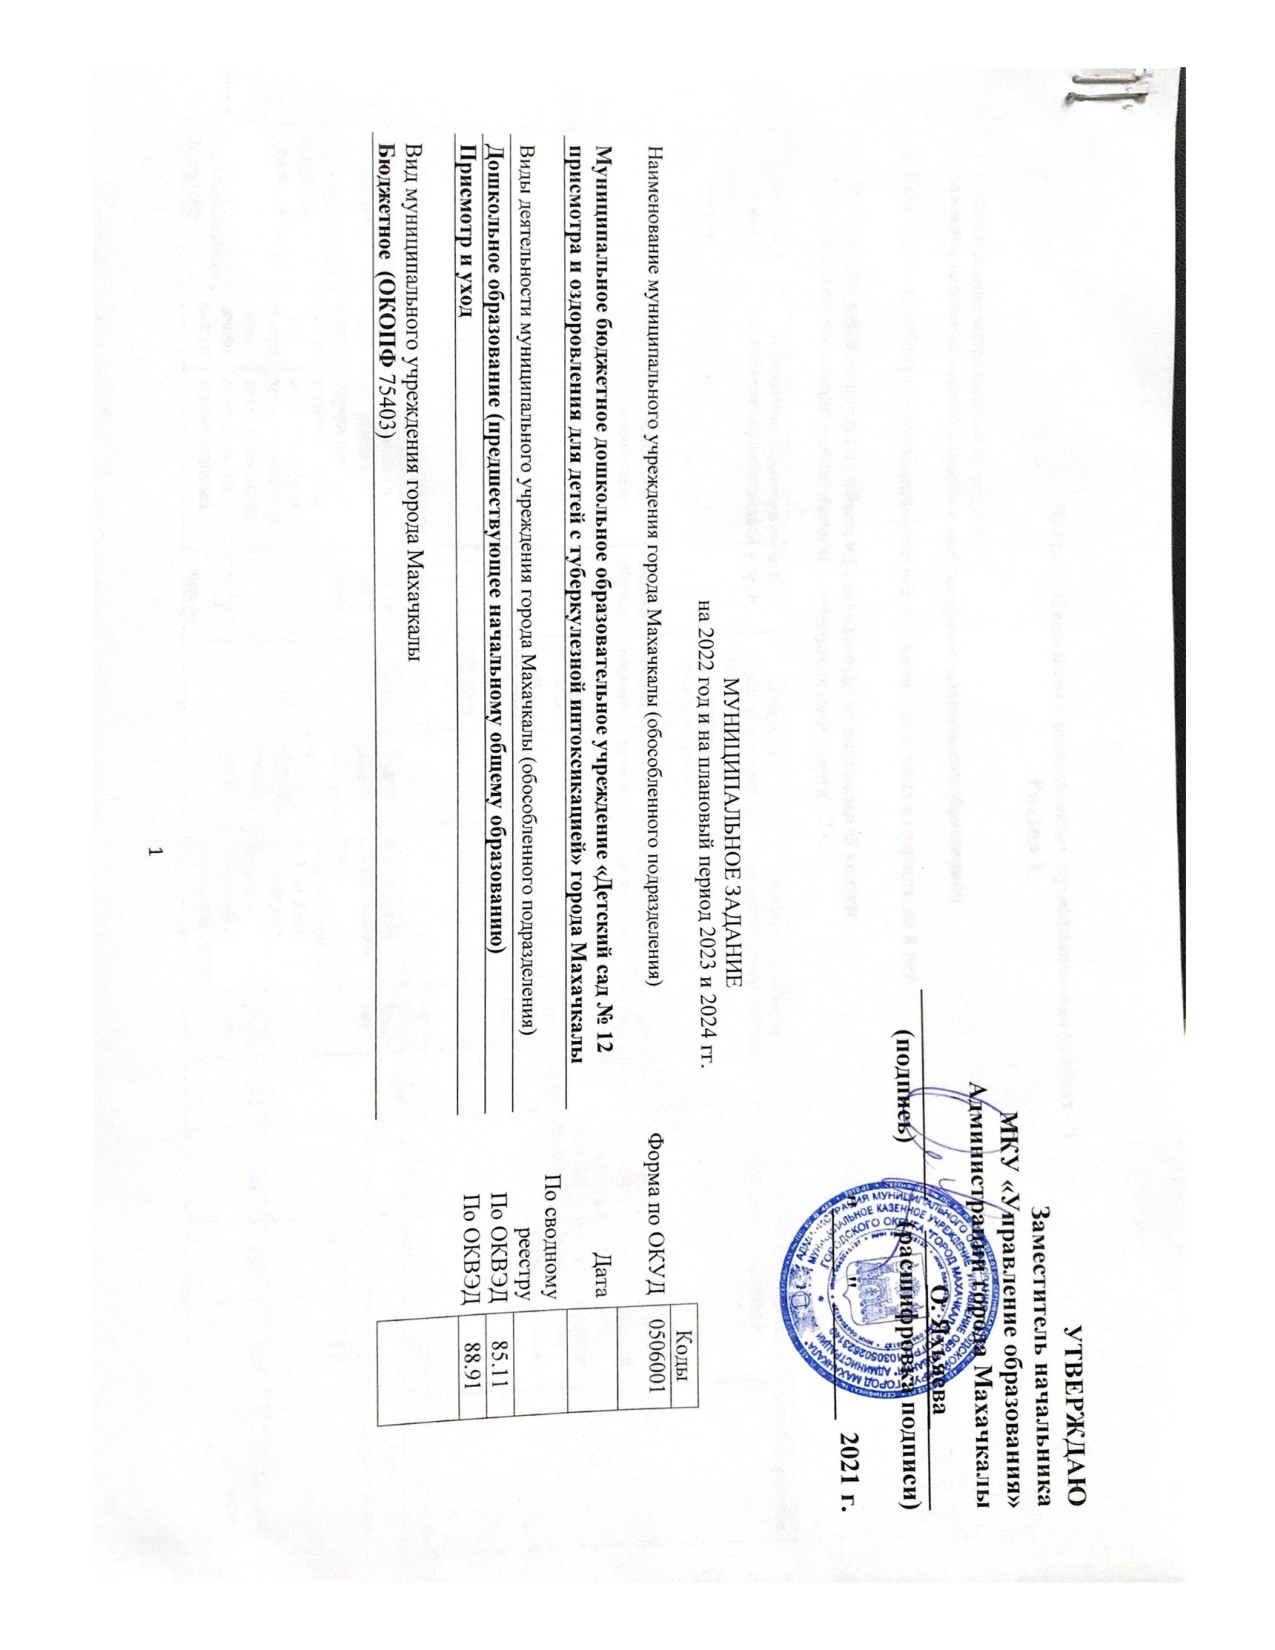 УТВЕРЖДАЮ
Заместитель начальника
МКУ «Управление образования»
Администрации города Махачкалы
О. Яхьяева
(подпись) (расшифровка подписи)
" " 2021 г.
МУНИЦИПАЛЬНОЕ ЗАДАНИЕ
на 2022 год и на плановый период 2023 и 2024 гг.
Наименование муниципального учреждения города Махачкалы (обособленного подразделения)
Муниципальное бюджетное дошкольное образовательное учреждение «Детский сад № 12
присмотра и оздоровления для детей с туберкулезной интоксикацией» города Махачкалы
Виды деятельности муниципального учреждения города Махачкалы (обособленного подразделения)
Дошкольное образование (предшествующее начальному общему образованию)
Присмотр и уход
Вид муниципального учреждения города Махачкалы
Бюджетное (ОКОПФ 75403)
Коды
Форма по ОКУД 0506001
Дата
По сводному
реестру
По ОКВЭД 85.11
По ОКВЭД 88.91
1